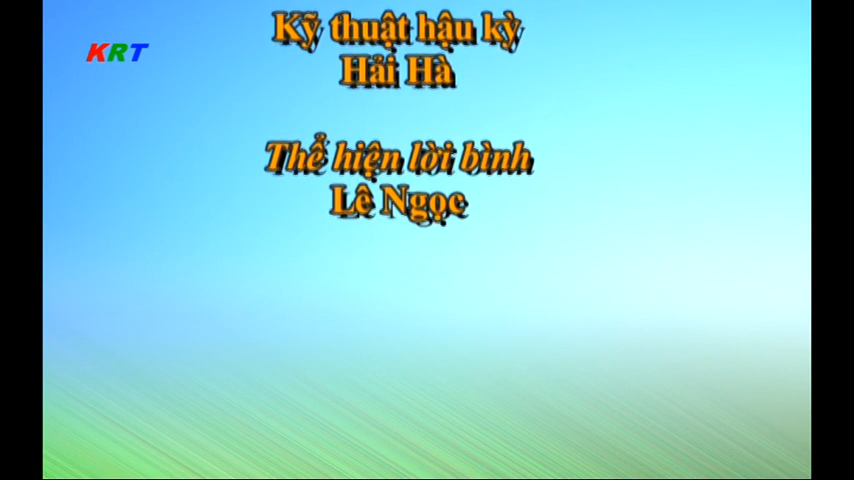 KRT
Kỹ thuật hậu kỳ
Hải Hà
Thể hiện lời bình
Lê Ngọc